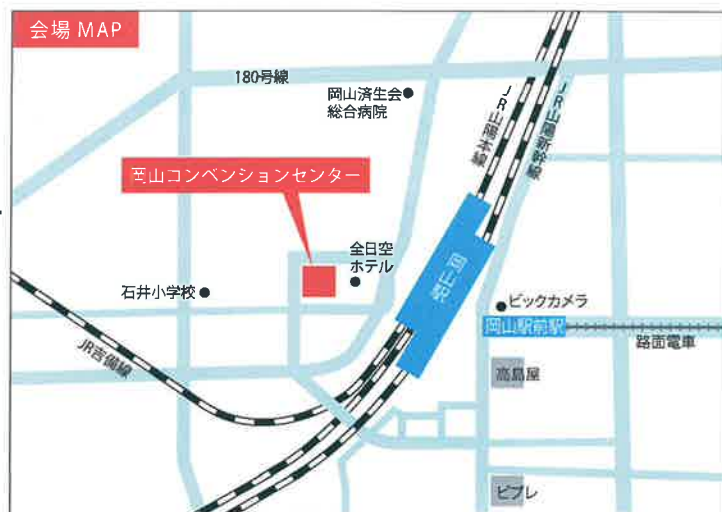 会場 MAP
180号線
岡山済生会
総合病院
JR山陽本線
JR山陽新幹線
岡山コンベンションセンター
全日空
ホテル
岡山駅
石井小学校
ビックカメラ
岡山駅前駅
路面電車
JR吉備線
高島屋
ビブレ